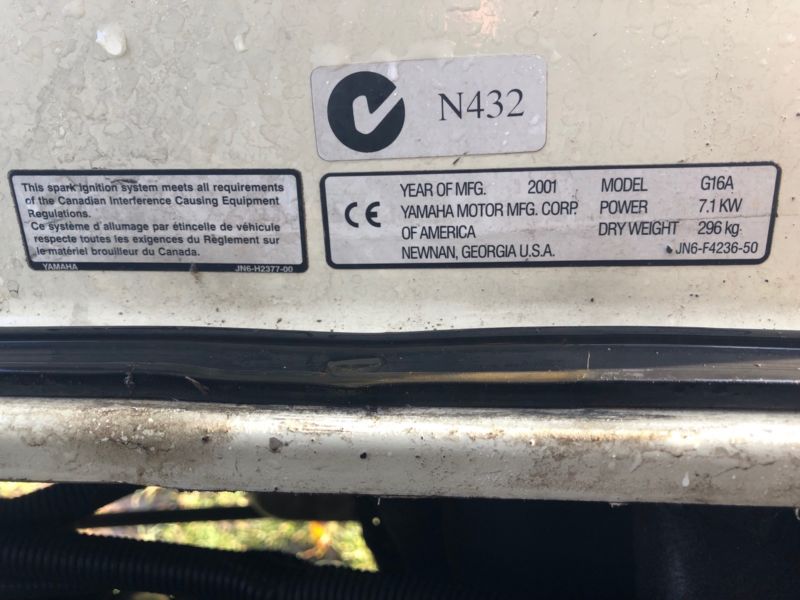 N432
This spark ignition system meets all requirements
of the Canadian Interference Causing Equipment
Regulations.
Ce système d'allumage par étincelle de véhicule
respecte toutes les exigences du Règlement sur
le matériel brouilleur du Canada.
YAMAHA JN6-H2377-00
CE
YEAR OF MFG. 2001 MODEL G16A
YAMAHA MOTOR MFG. CORP. POWER 7.1 KW
OF AMERICA DRY WEIGHT 296 kg
NEWNAN, GEORGIA U.S.A. JN6-F4236-50